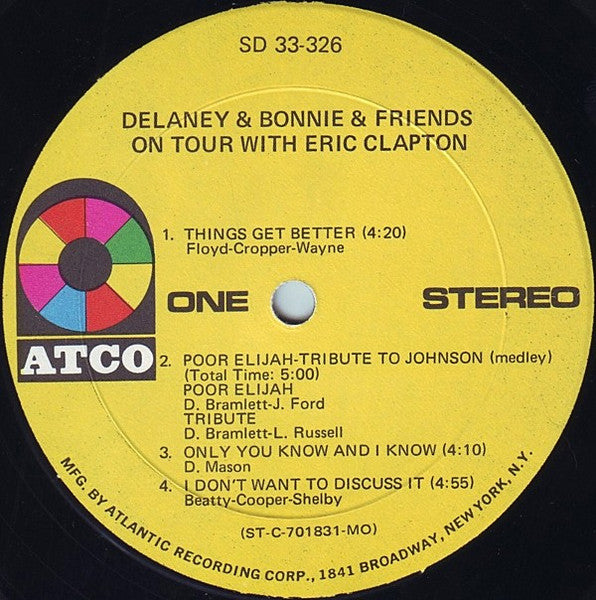 SD 33-326
DELANEY & BONNIE & FRIENDS
ON TOUR WITH ERIC CLAPTON
1. THINGS GET BETTER (4:20)
Floyd-Cropper-Wayne
ONE
STEREO
ATCO
2. POOR ELIJAH-TRIBUTE TO JOHNSON (medley)
(Total Time: 5:00)
POOR ELIJAH
D. Bramlett-J. Ford
TRIBUTE
D. Bramlett-L. Russell
3. ONLY YOU KNOW AND I KNOW (4:10)
D. Mason
4. I DON'T WANT TO DISCUSS IT (4:55)
Beatty-Cooper-Shelby
(ST-C-701831-MO)
MFG. BY ATLANTIC RECORDING CORP., 1841 BROADWAY, NEW YORK, N.Y.